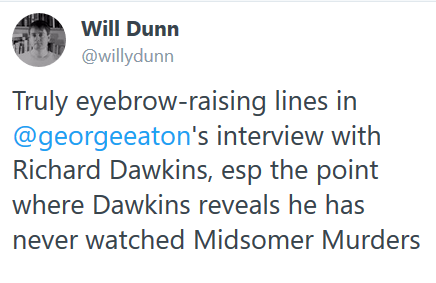 Will Dunn
@willydunn
Truly eyebrow-raising lines in
@georgeeaton's interview with
Richard Dawkins, esp the point
where Dawkins reveals he has
never watched Midsomer Murders